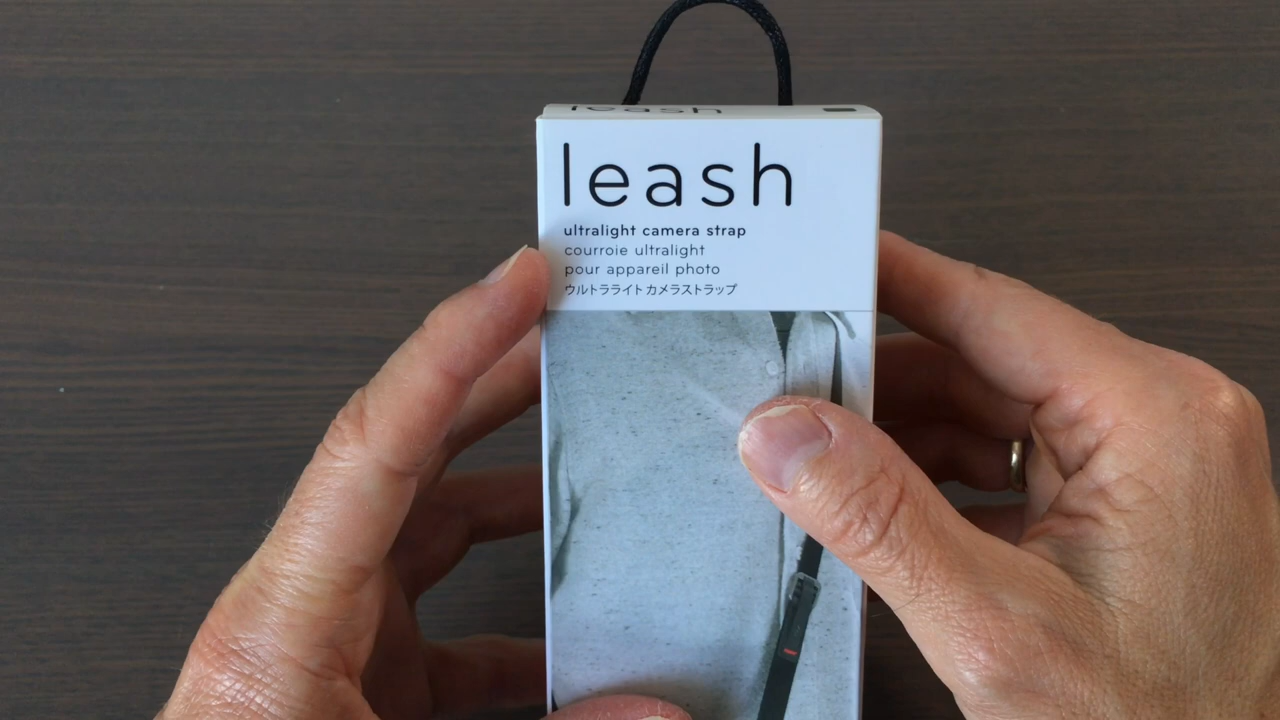 leash
leash
ultralight camera strap
courroie ultralight
pour appareil photo
ウルトラライト カメラストラップ